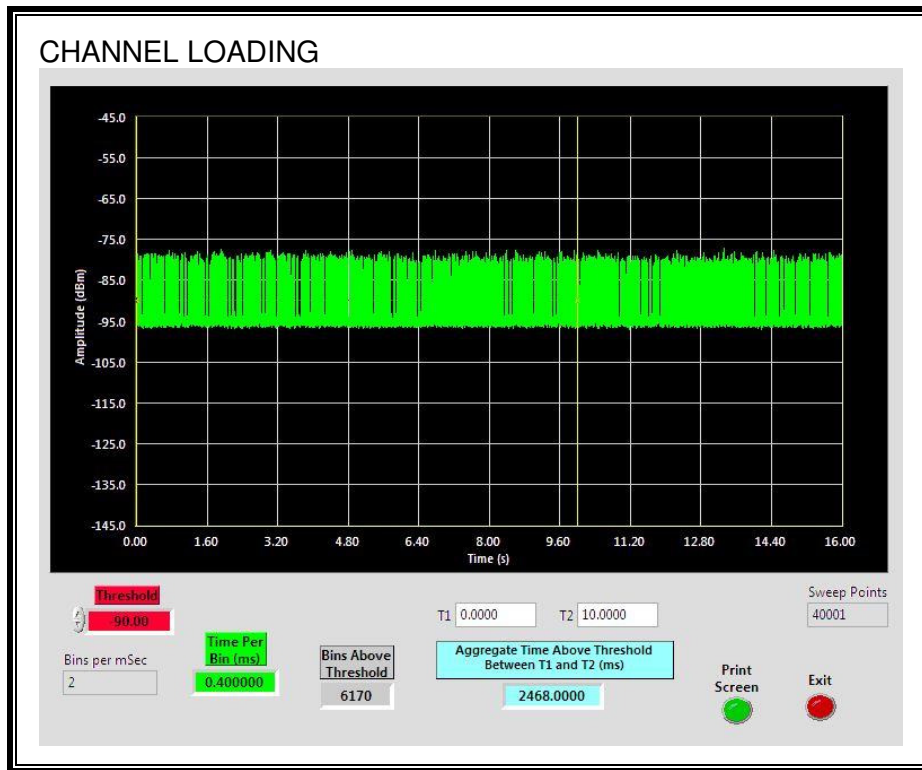 CHANNEL LOADING
Amplitude (dBm)
-45.0
-55.0
-65.0
-75.0
-85.0
-95.0
-105.0
-115.0
-125.0
-135.0
-145.0
0.00 1.60 3.20 4.80 6.40 8.00 9.60 11.20 12.80 14.40 16.00
Time (s)
Threshold
-90.00
Bins per mSec
2
Time Per
Bin (ms)
0.400000
Bins Above
Threshold
6170
T1 0.0000 T2 10.0000
Aggregate Time Above Threshold
Between T1 and T2 (ms)
2468.0000
Sweep Points
40001
Print
Screen
Exit